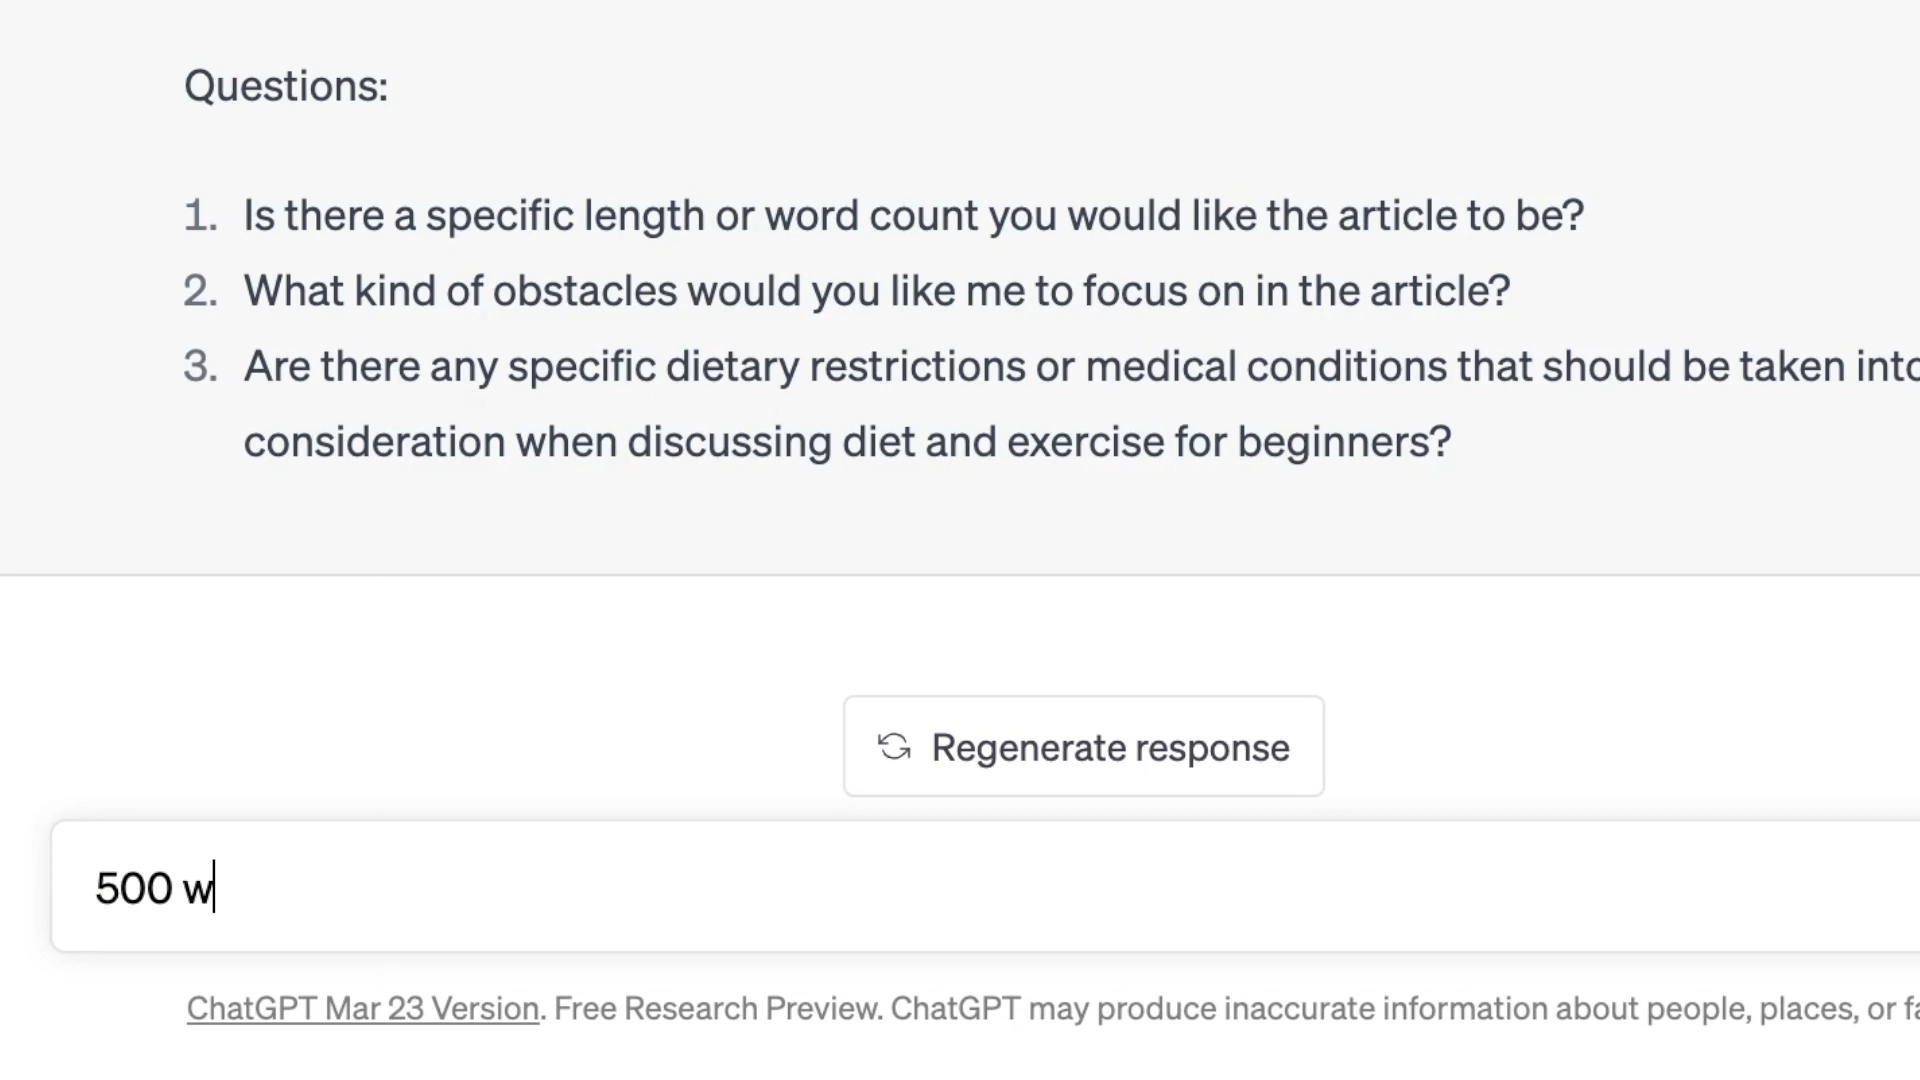 Questions:
1. Is there a specific length or word count you would like the article to be?
2. What kind of obstacles would you like me to focus on in the article?
3. Are there any specific dietary restrictions or medical conditions that should be taken into
consideration when discussing diet and exercise for beginners?
Regenerate response
500 w
ChatGPT Mar 23 Version. Free Research Preview. ChatGPT may produce inaccurate information about people, places, or